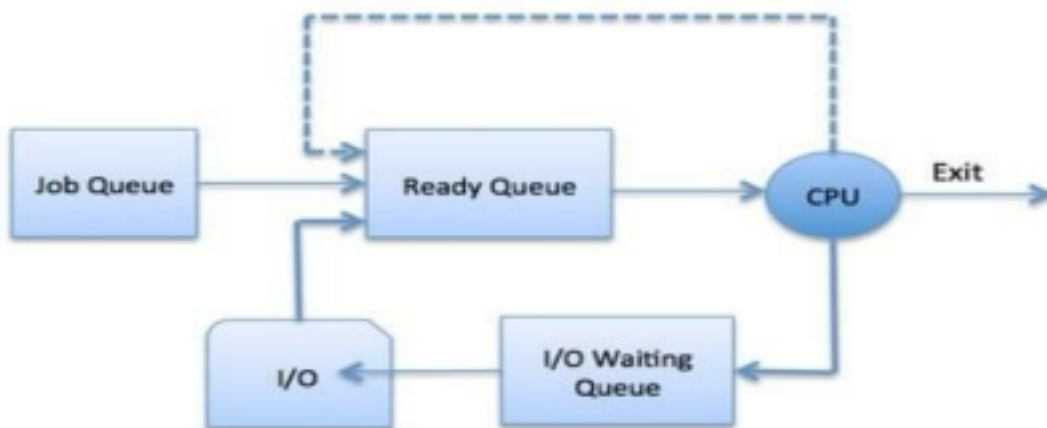 Job Queue
Ready Queue
CPU
Exit
I/O
I/O Waiting
Queue